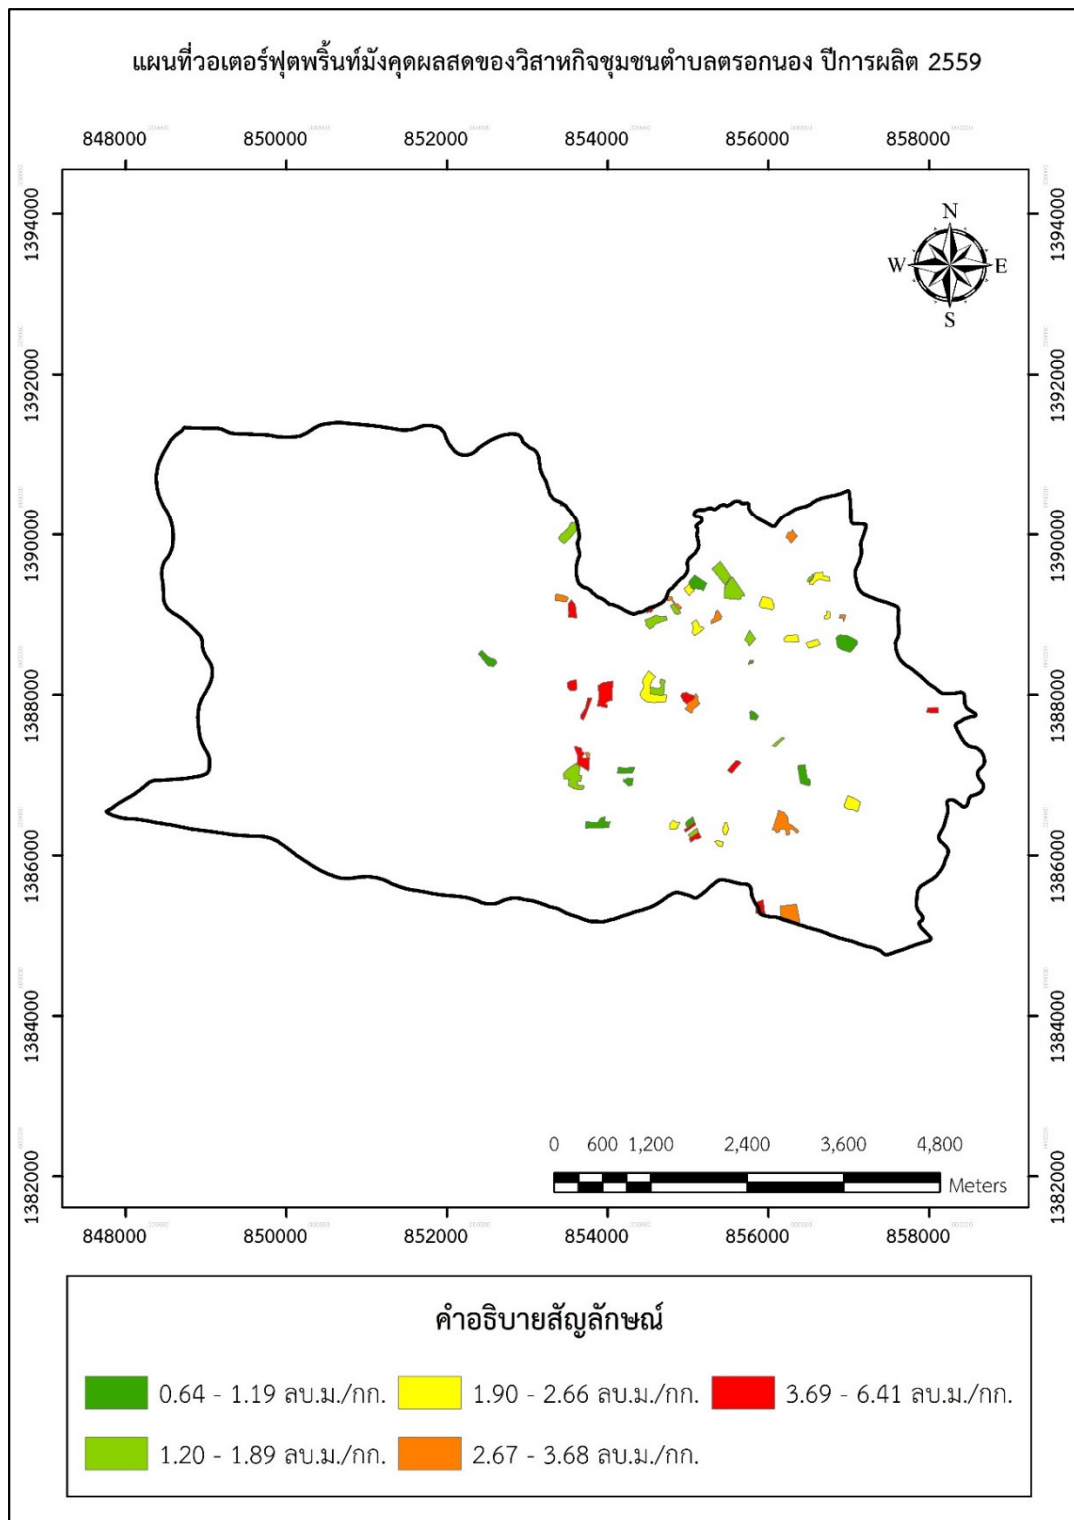 แผนที่วอเตอร์ฟุตพริ้นท์มังคุดผลสดของวิสาหกิจชุมชนตำบลตรอกนอง ปีการผลิต 2559
848000 850000 852000 854000 856000 858000
N
W E
S
1394000 1394000
1392000 1392000
1390000 1390000
1388000 1388000
1386000 1386000
1384000 1384000
1382000 1382000
0 600 1,200 2,400 3,600 4,800
Meters
848000 850000 852000 854000 856000 858000
คำอธิบายสัญลักษณ์
0.64 - 1.19 ลบ.ม./กก. 1.90 - 2.66 ลบ.ม./กก. 3.69 - 6.41 ลบ.ม./กก.
1.20 - 1.89 ลบ.ม./กก. 2.67 - 3.68 ลบ.ม./กก.